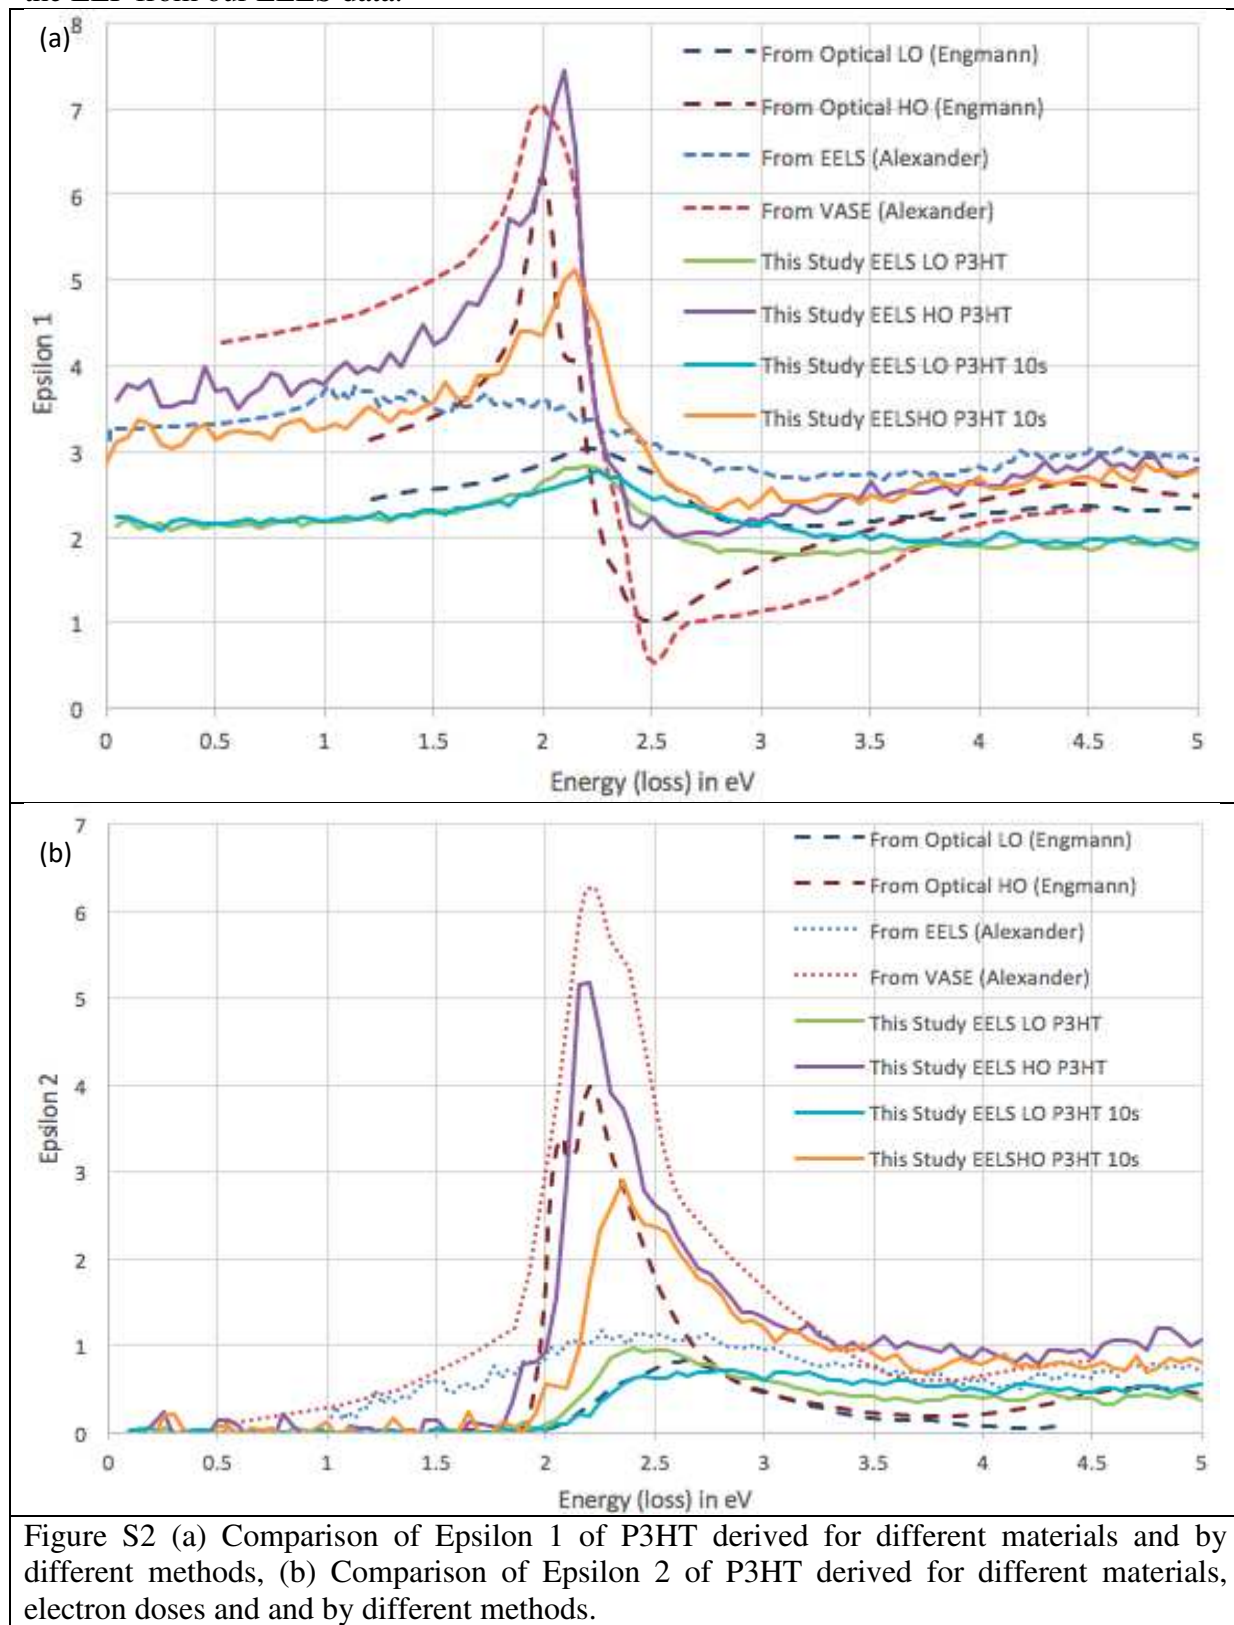 the LLF from our EELS data.
(a)
8
7
6
5
4
3
2
1
0
Epsilon 1
From Optical LO (Engmann)
From Optical HO (Engmann)
From EELS (Alexander)
From VASE (Alexander)
This Study EELS LO P3HT
This Study EELS HO P3HT
This Study EELS LO P3HT 10s
This Study EELSHO P3HT 10s
0 0.5 1 1.5 2 2.5 3 3.5 4 4.5 5
Energy (loss) in eV
(b)
7
6
5
4
3
2
1
0
Epsilon 2
From Optical LO (Engmann)
From Optical HO (Engmann)
From EELS (Alexander)
From VASE (Alexander)
This Study EELS LO P3HT
This Study EELS HO P3HT
This Study EELS LO P3HT 10s
This Study EELSHO P3HT 10s
0 0.5 1 1.5 2 2.5 3 3.5 4 4.5 5
Energy (loss) in eV
Figure S2 (a) Comparison of Epsilon 1 of P3HT derived for different materials and by
different methods, (b) Comparison of Epsilon 2 of P3HT derived for different materials,
electron doses and and by different methods.